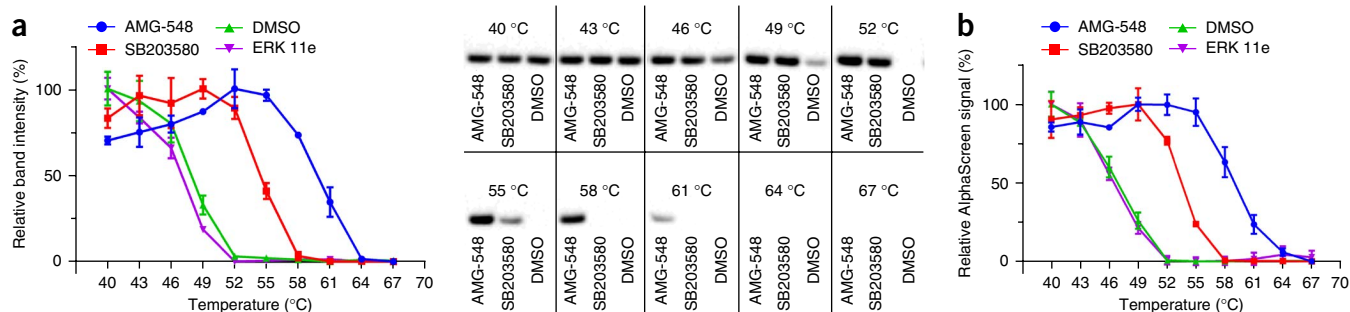 a
AMG-548
SB203580
DMSO
ERK 11e
Relative band intensity (%)
100
50
0
40 43 46 49 52 55 58 61 64 67 70
Temperature (°C)
40 °C 43 °C 46 °C 49 °C 52 °C
AMG-548 SB203580 DMSO AMG-548 SB203580 DMSO AMG-548 SB203580 DMSO AMG-548 SB203580 DMSO AMG-548 SB203580 DMSO
55 °C 58 °C 61 °C 64 °C 67 °C
AMG-548 SB203580 DMSO AMG-548 SB203580 DMSO AMG-548 SB203580 DMSO AMG-548 SB203580 DMSO AMG-548 SB203580 DMSO
b
AMG-548
SB203580
DMSO
ERK 11e
Relative AlphaScreen signal (%)
100
50
0
40 43 46 49 52 55 58 61 64 67 70
Temperature (°C)